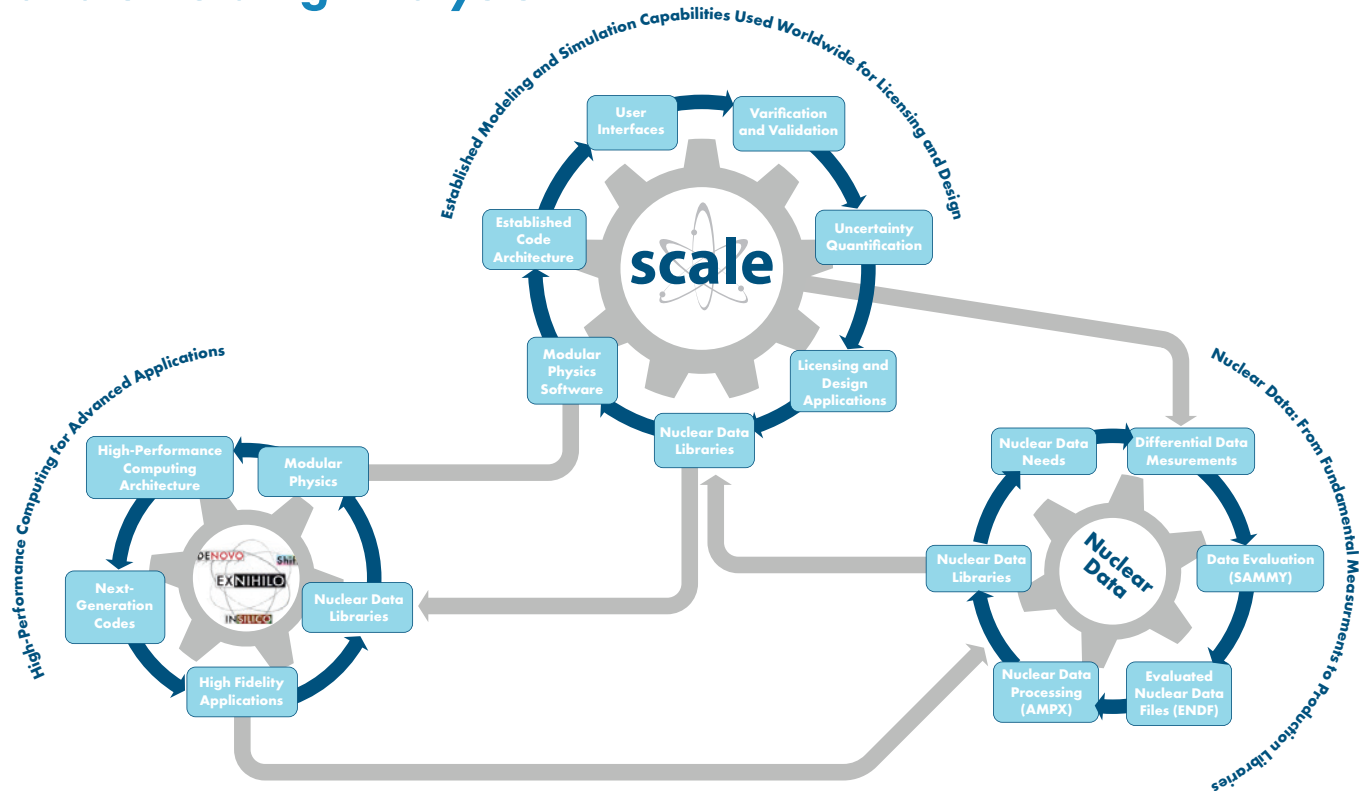 Established Modeling and Simulation Capabilities Used Worldwide for Licensing and Design
User
Interfaces
Varification
and Validation
Established
Code
Architecture
Uncertainty
Quantification
scale
Modular
Physics
Software
Licensing and
Design
Applications
Nuclear Data
Libraries
High-Performance Computing for Advanced Applications
High-Performance
Computing
Architecture
Modular
Physics
DENOVO
Shift
EXNIHILO
INSILICO
Next-
Generation
Codes
Nuclear Data
Libraries
High Fidelity
Applications
Nuclear Data: From Fundamental Measurments to Production Libraries
Nuclear Data
Needs
Differential Data
Mesurements
Nuclear Data
Libraries
Nuclear
Data
Data Evaluation
(SAMMY)
Nuclear Data
Processing
(AMPX)
Evaluated
Nuclear Data
Files (ENDF)